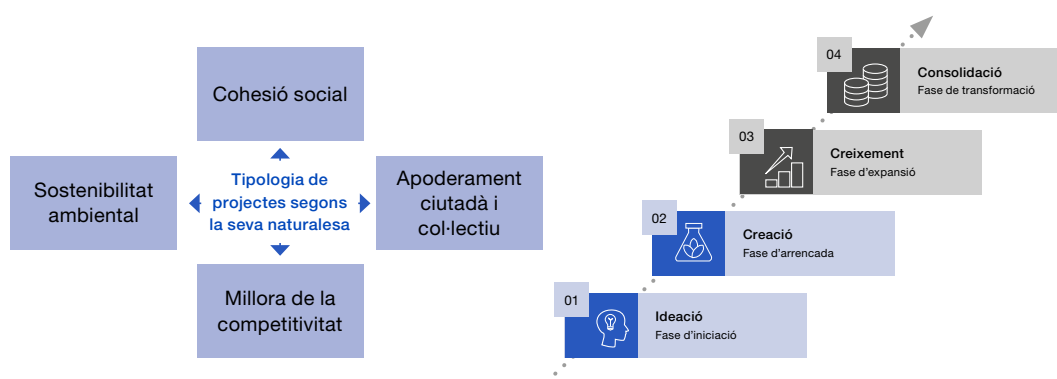 Cohesió social
Sostenibilitat
ambiental
Tipologia de
projectes segons
la seva naturalesa
Apoderament
ciutadà i
col·lectiu
Millora de la
competitivitat
01
Ideació
Fase d'iniciació
02
Creació
Fase d'arrencada
03
Creixement
Fase d'expansió
04
Consolidació
Fase de transformació